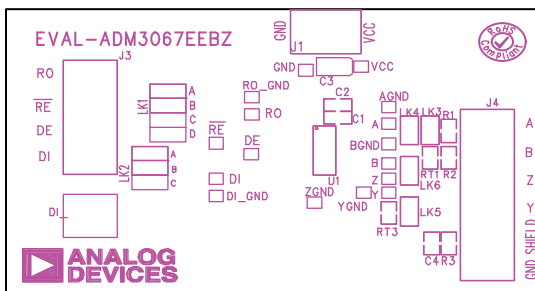 EVAL-ADM3067EEBZ
GND
J1
VCC
RoHS
Compliant
J3
RO
RE
DE
DI
LK1
A
B
C
D
LK2
A
B
C
DI_
RO_GND
RO
RE
DE
DI
DI_GND
GND
C3
VCC
C2
C1
U1
ZGND
YGND
AGND
A
BGND
B
Z
Y
LK4
LK3
R1
RT1
R2
LK6
LK5
RT3
C4
R3
J4
A
B
Z
Y
GND SHIELD
ANALOG
DEVICES